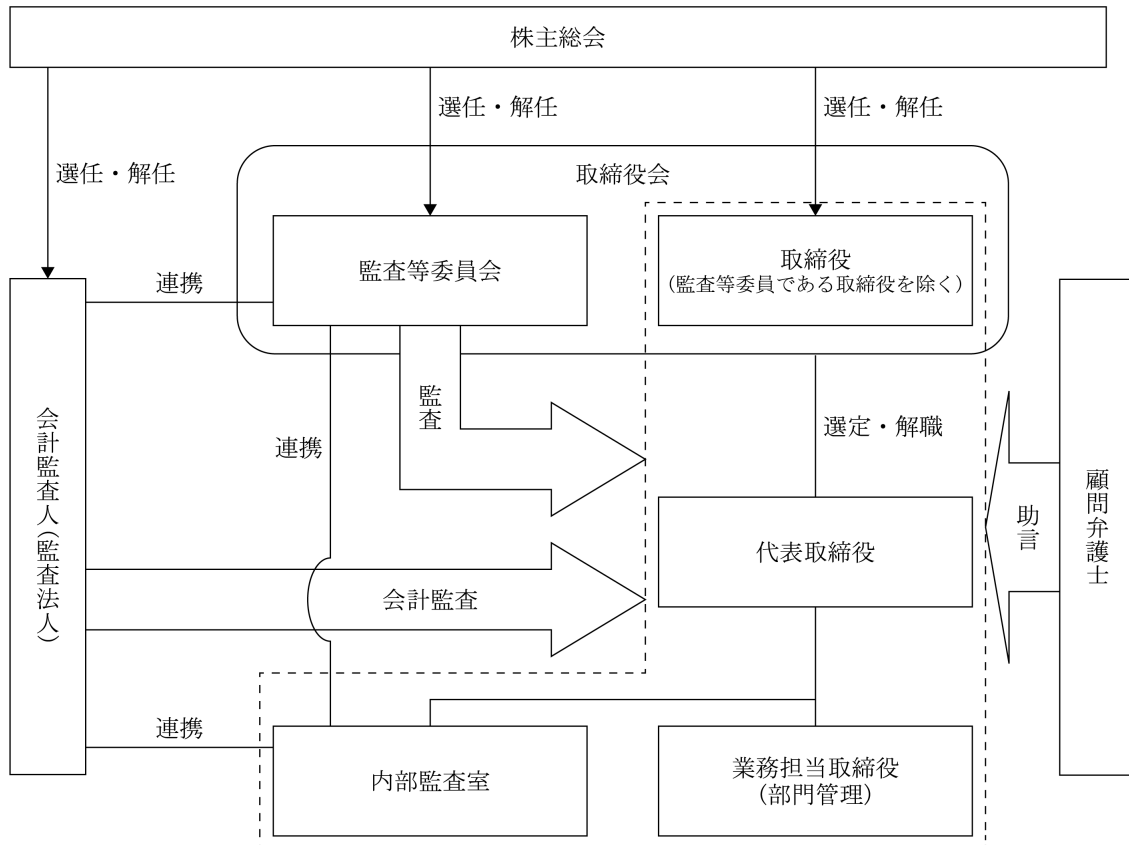 株主総会
選任・解任
選任・解任
選任・解任
取締役会
監査等委員会
取締役
(監査等委員である取締役を除く)
連携
会計監査人(監査法人)
監査
連携
選定・解職
代表取締役
助言
顧問弁護士
会計監査
連携
内部監査室
業務担当取締役
(部門管理)